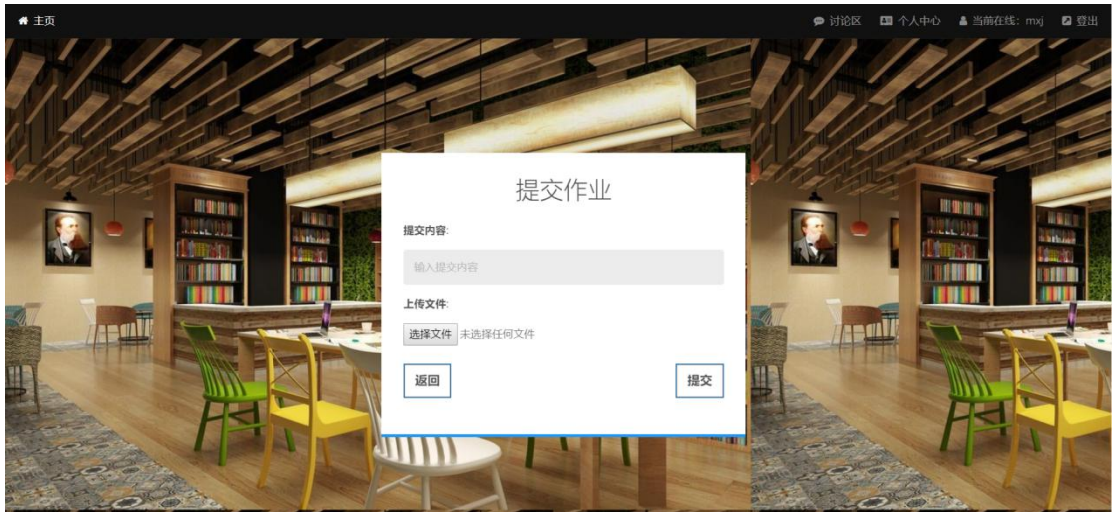 主页
讨论区 个人中心 当前在线：mxj 登出
提交作业
提交内容:
输入提交内容
上传文件:
选择文件 未选择任何文件
返回 提交